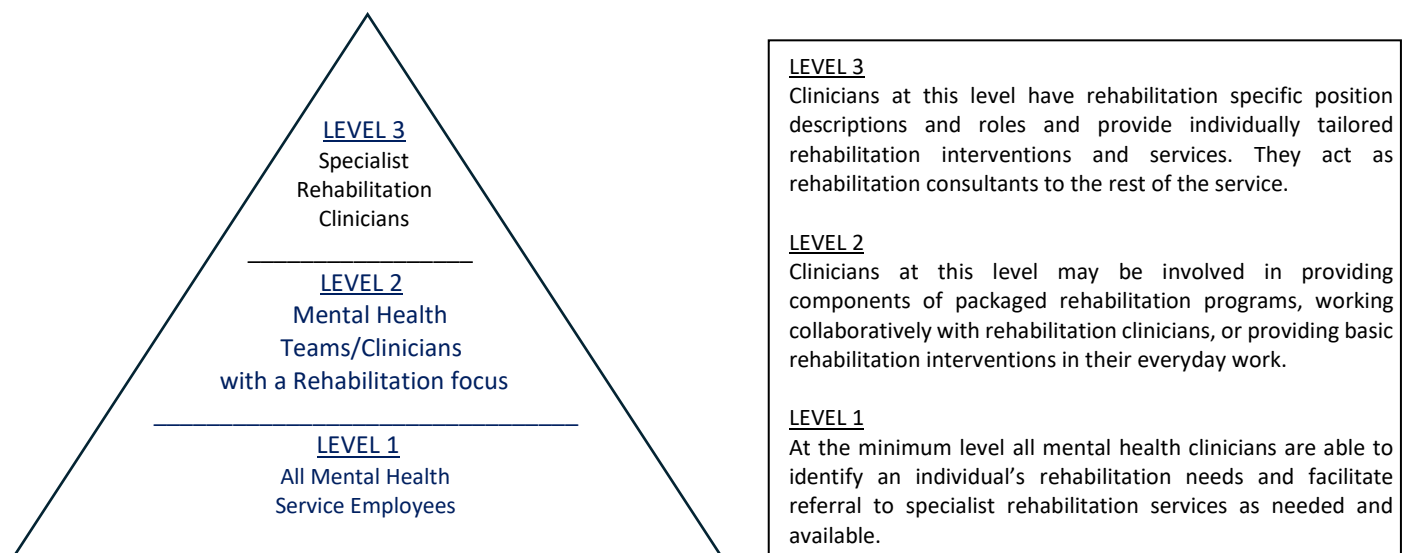 LEVEL 3
Specialist
Rehabilitation
Clinicians
LEVEL 2
Mental Health
Teams/Clinicians
with a Rehabilitation focus
LEVEL 1
All Mental Health
Service Employees
LEVEL 3
Clinicians at this level have rehabilitation specific position
descriptions and roles and provide individually tailored
rehabilitation interventions and services. They act as
rehabilitation consultants to the rest of the service.
LEVEL 2
Clinicians at this level may be involved in providing
components of packaged rehabilitation programs, working
collaboratively with rehabilitation clinicians, or providing basic
rehabilitation interventions in their everyday work.
LEVEL 1
At the minimum level all mental health clinicians are able to
identify an individual’s rehabilitation needs and facilitate
referral to specialist rehabilitation services as needed and
available.